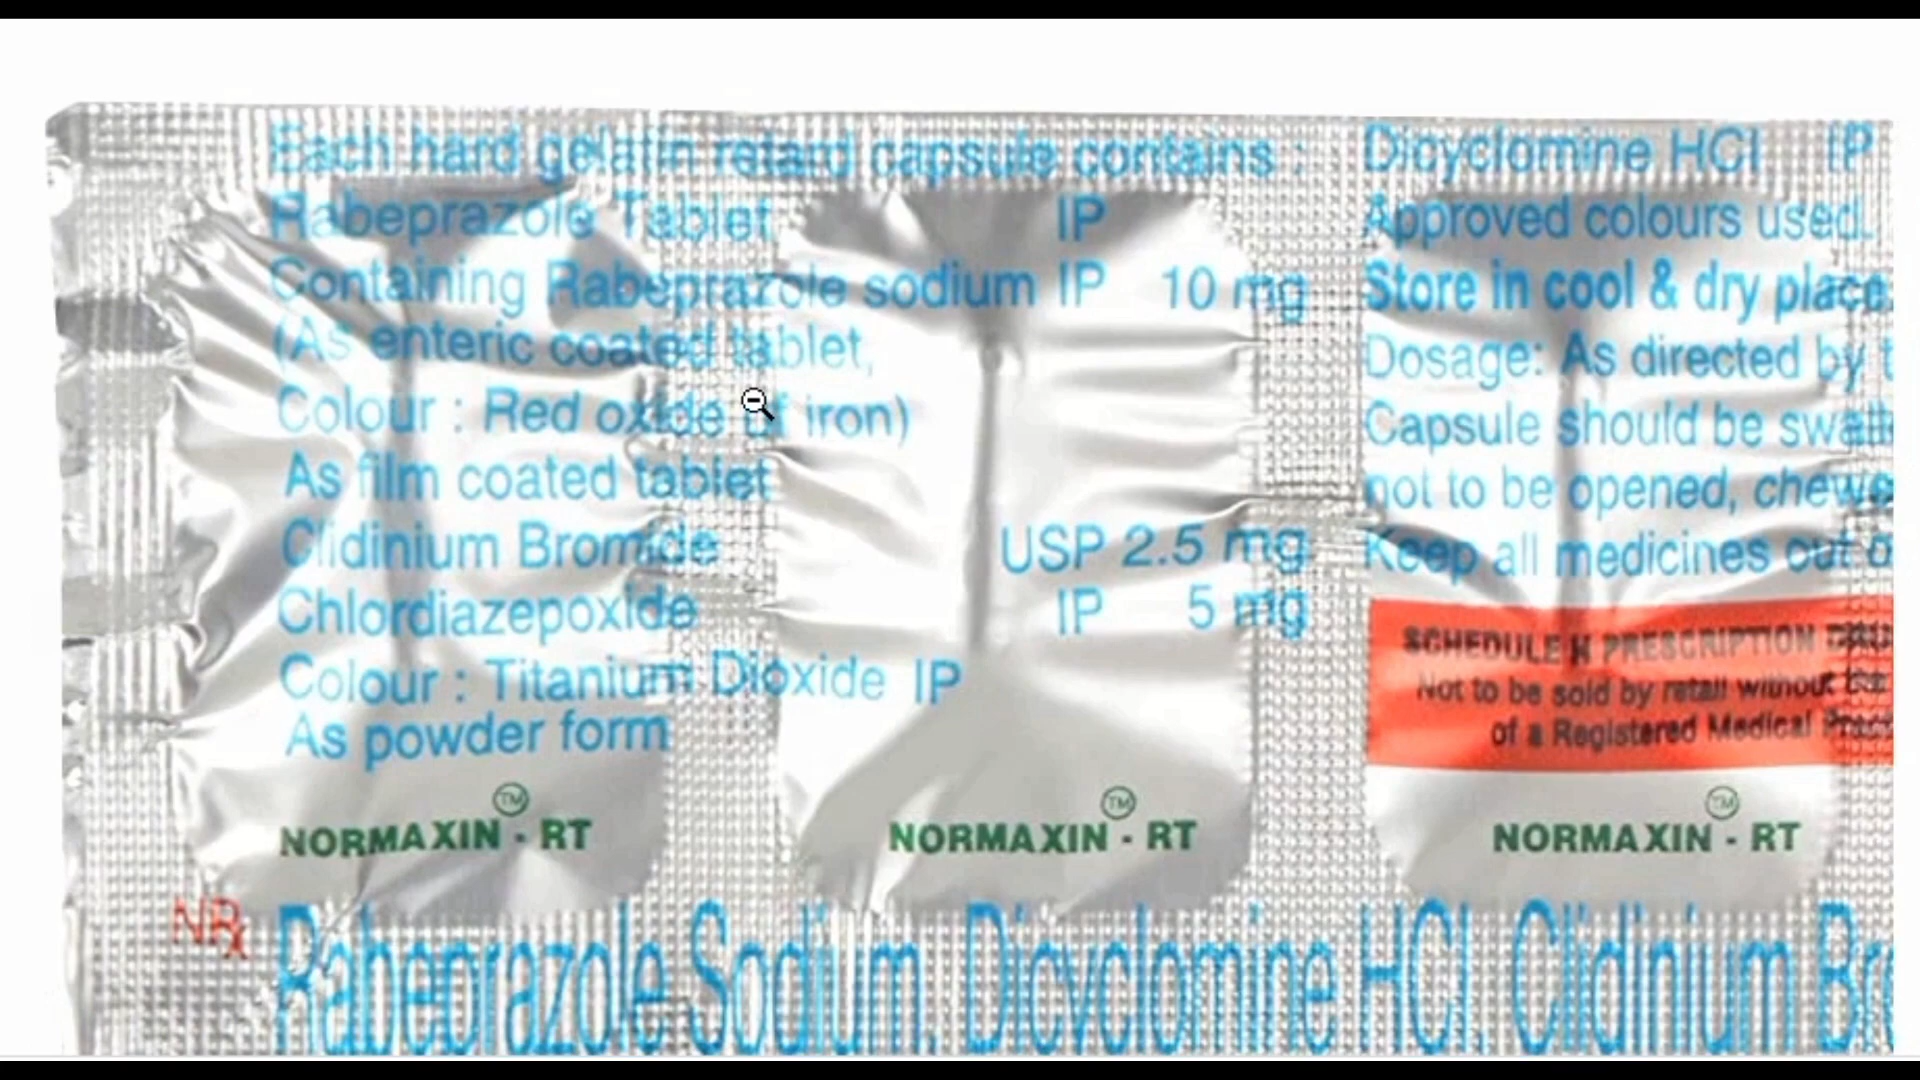 Each hard gelatin retard capsule contains :
Rabeprazole Tablet IP
Containing Rabeprazole sodium IP 10 mg
(As enteric coated tablet,
Colour : Red oxide of iron)
As film coated tablet
Clidinium Bromide USP 2.5 mg
Chlordiazepoxide IP 5 mg
Colour : Titanium Dioxide IP
As powder form
Dicyclomine HCl IP
Approved colours used.
Store in cool & dry place
Dosage: As directed by
Capsule should be
not to be opened,
Keep all medicines out
SCHEDULE H PRESCRIPTION
Not to be sold by retail without
of a Registered Medical
NORMAXIN TM - RT
NORMAXIN TM - RT
NORMAXIN TM - RT
NRx
Rabeprazole Sodium, Dicyclomine HCl, Clidinium